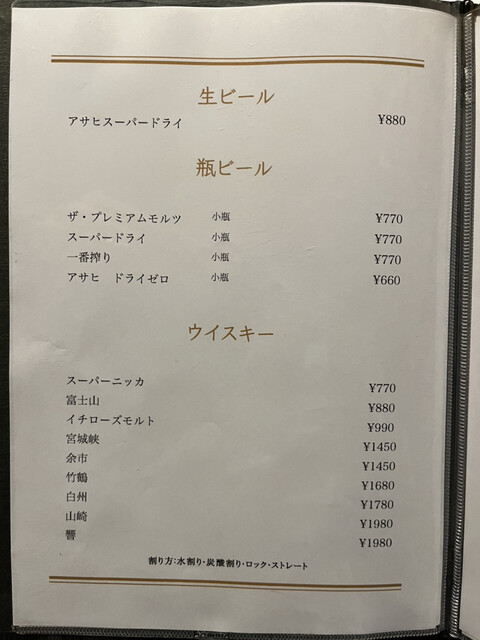 生ビール
アサヒスーパードライ ¥880
瓶ビール
ザ・プレミアムモルツ 小瓶 ¥770
スーパードライ 小瓶 ¥770
一番搾り 小瓶 ¥770
アサヒ ドライゼロ 小瓶 ¥660
ウイスキー
スーパーニッカ ¥770
富士山 ¥880
イチローズモルト ¥990
宮城峡 ¥1450
余市 ¥1450
竹鶴 ¥1680
白州 ¥1780
山崎 ¥1980
響 ¥1980
割り方:水割り・炭酸割り・ロック・ストレート